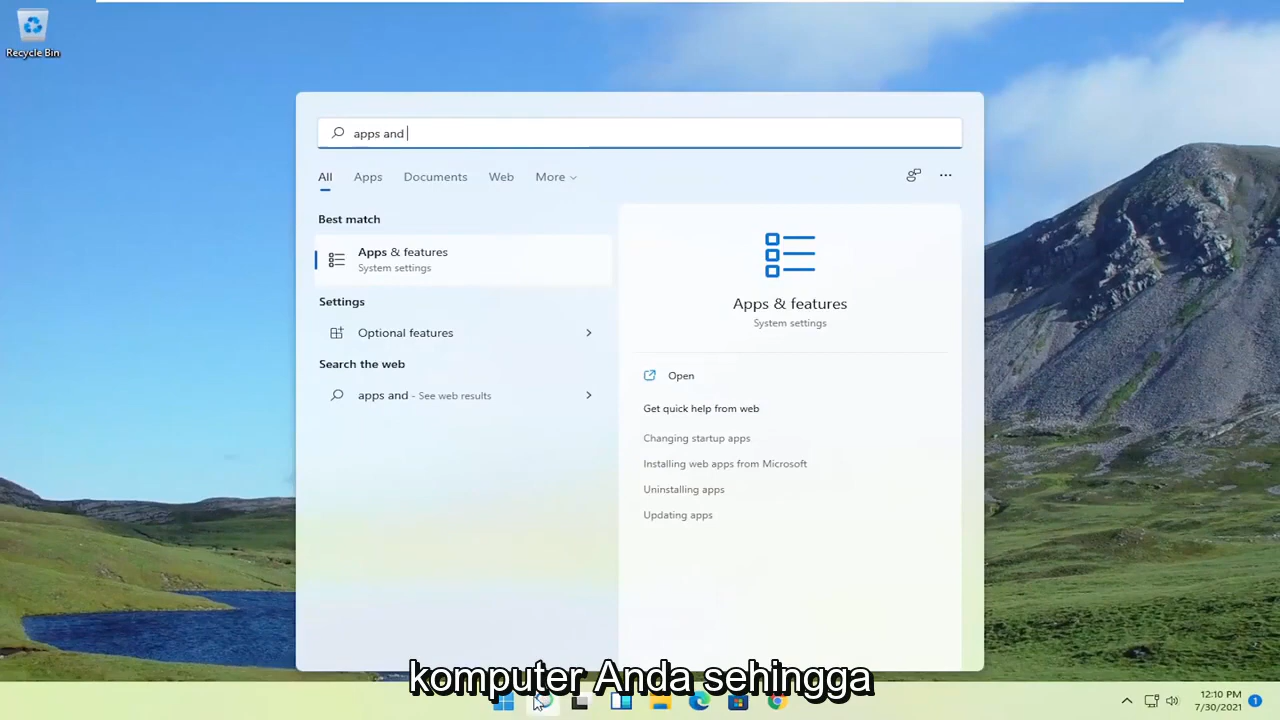 Recycle Bin
apps and
All Apps Documents Web More
Best match
Apps & features
System settings
Settings
Optional features
Search the web
apps and - See web results
Apps & features
System settings
Open
Get quick help from web
Changing startup apps
Installing web apps from Microsoft
Uninstalling apps
Updating apps
komputer Anda sehingga
12:10 PM
7/30/2021
1